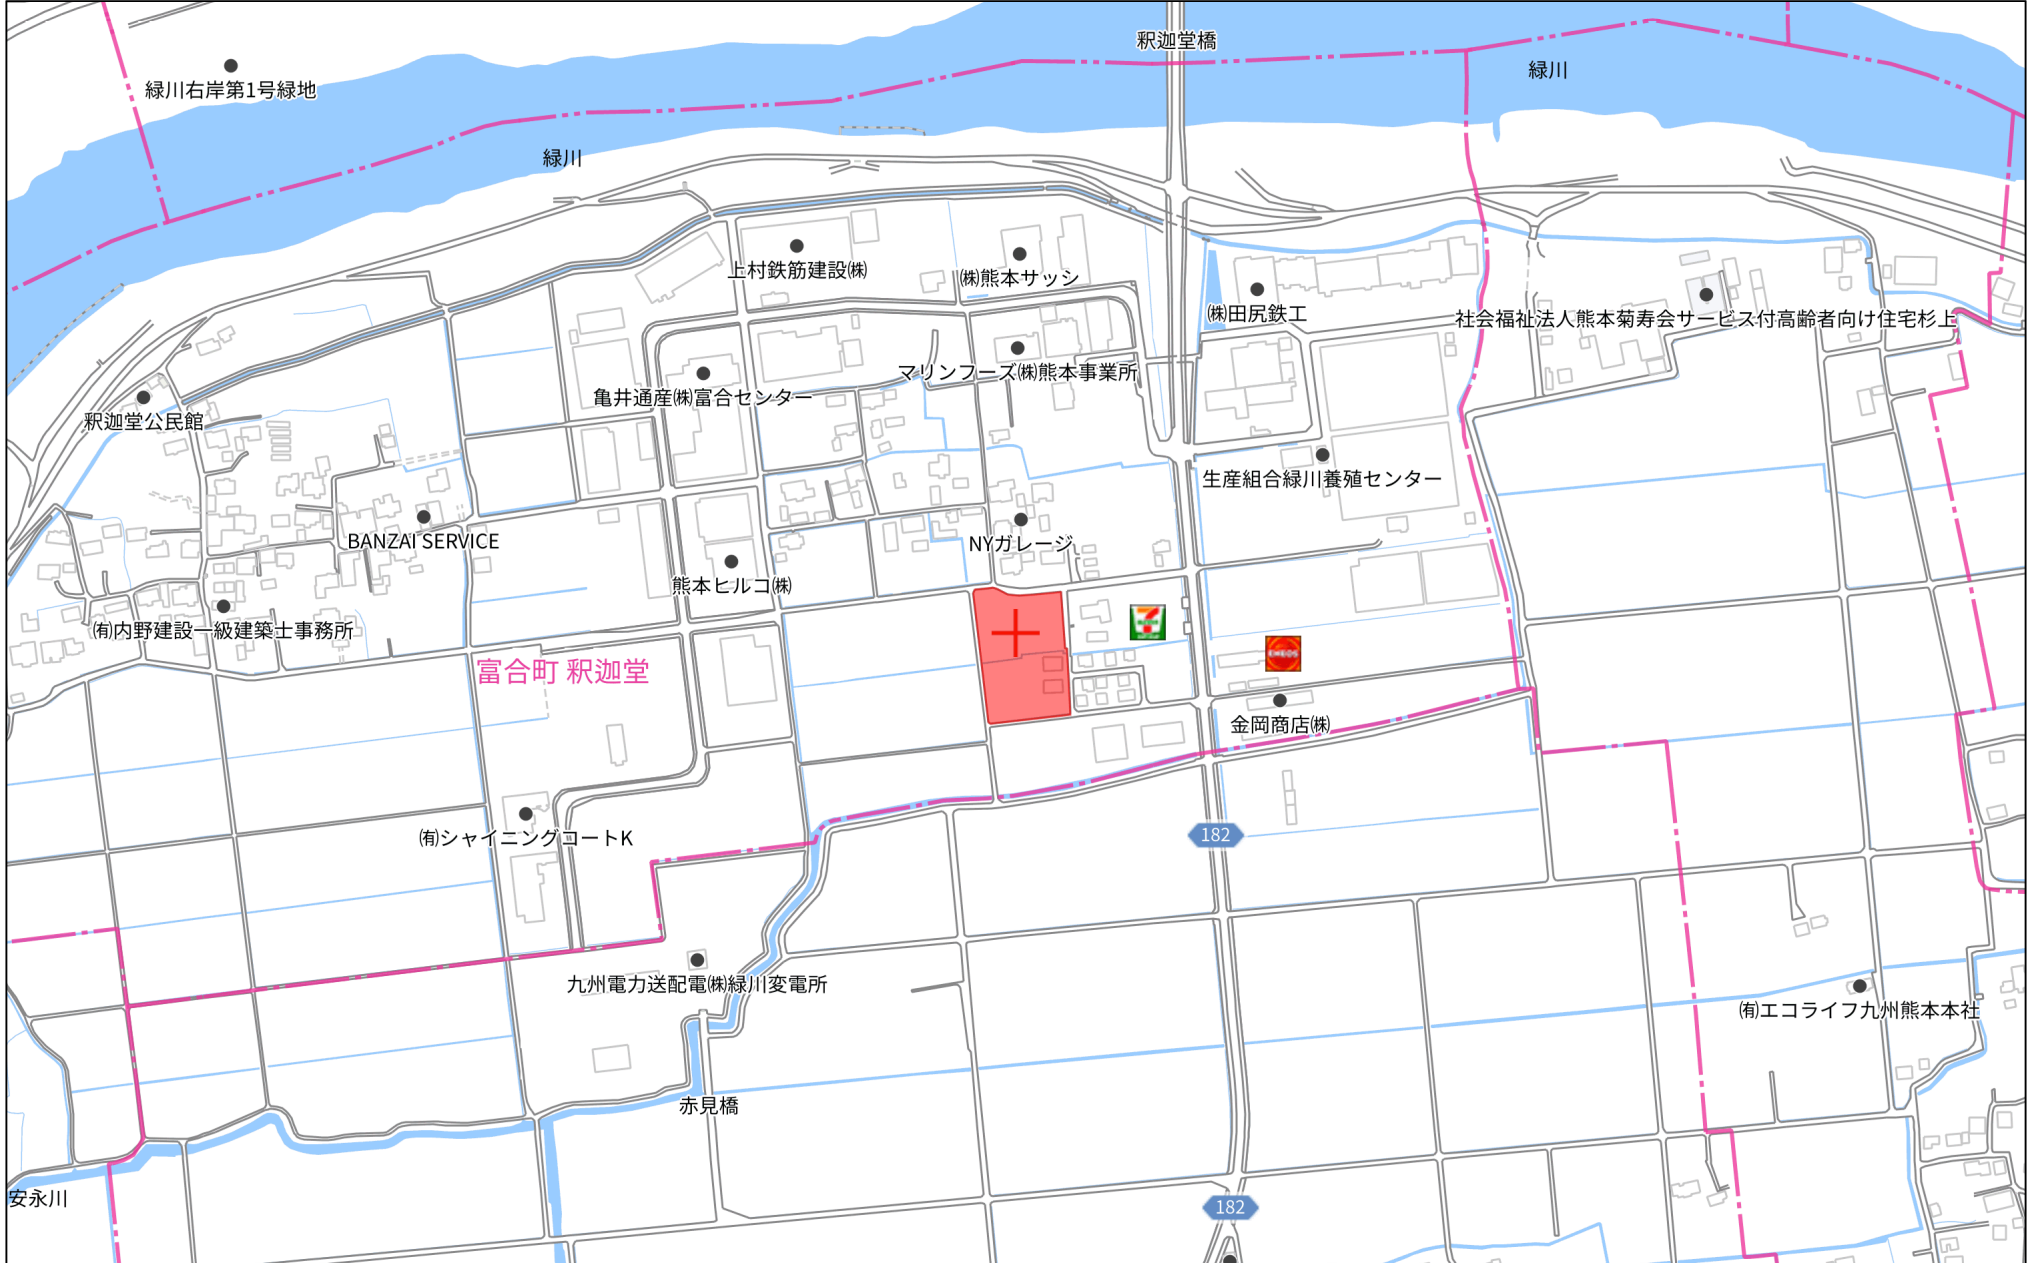 釈迦堂橋
緑川
緑川右岸第1号緑地
緑川
上村鉄筋建設㈱
㈱熊本サッシ
㈱田尻鉄工
社会福祉法人熊本菊寿会サービス付高齢者向け住宅杉上
マリンフーズ㈱熊本事業所
亀井通産㈱富合センター
釈迦堂公民館
生産組合緑川養殖センター
BANZAI SERVICE
NYガレージ
熊本ヒルコ㈱
㈲内野建設一級建築士事務所
ENEOS
富合町 釈迦堂
金岡商店㈱
182
㈲シャイニングコートK
九州電力送配電㈱緑川変電所
㈲エコライフ九州熊本本社
赤見橋
安永川
182